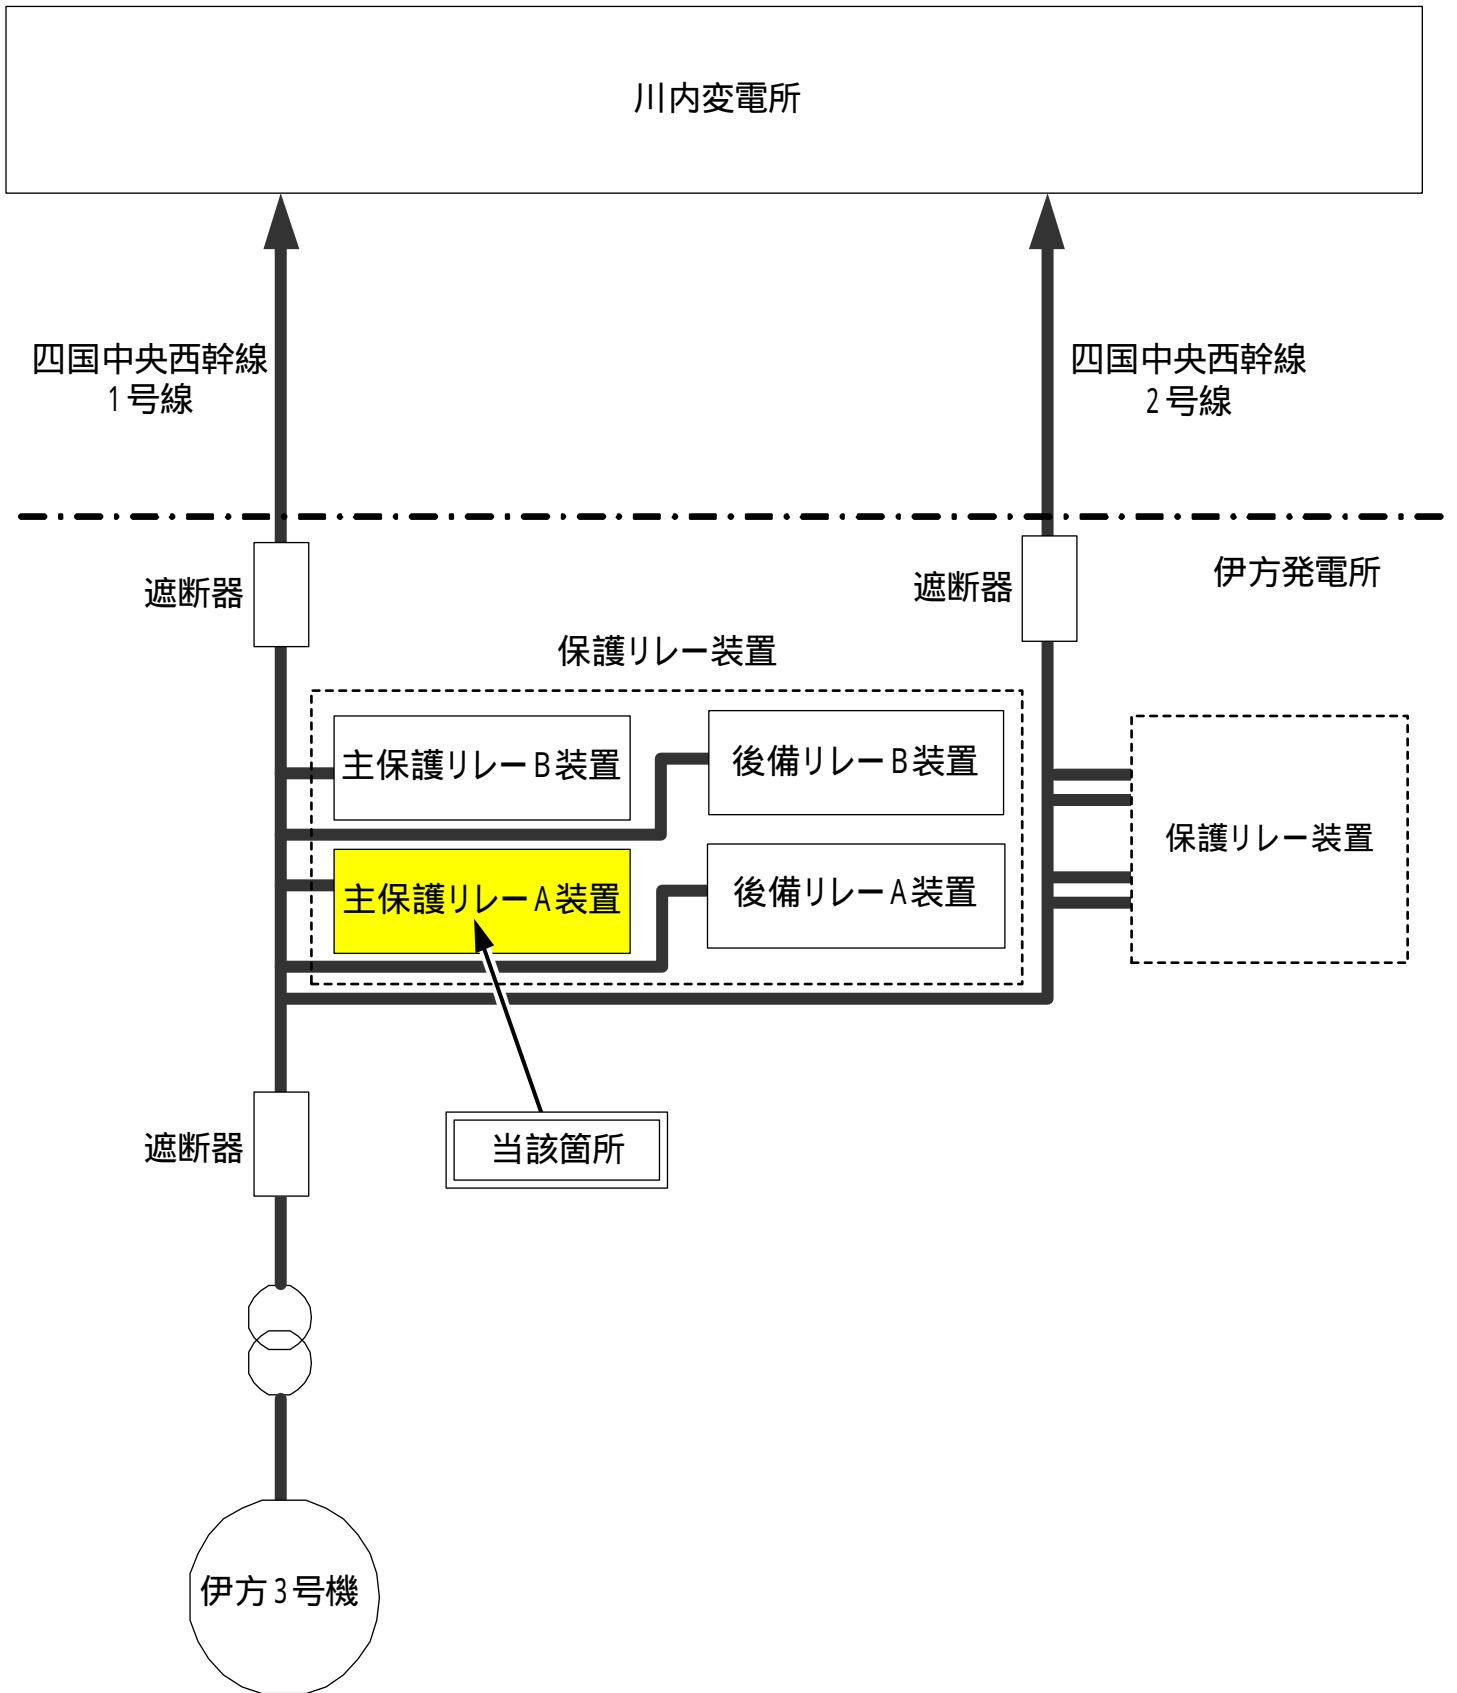 川内変電所
四国中央西幹線
1号線
四国中央西幹線
2号線
遮断器
遮断器
伊方発電所
保護リレー装置
主保護リレーB装置
後備リレーB装置
保護リレー装置
主保護リレーA装置
後備リレーA装置
遮断器
当該箇所
伊方3号機